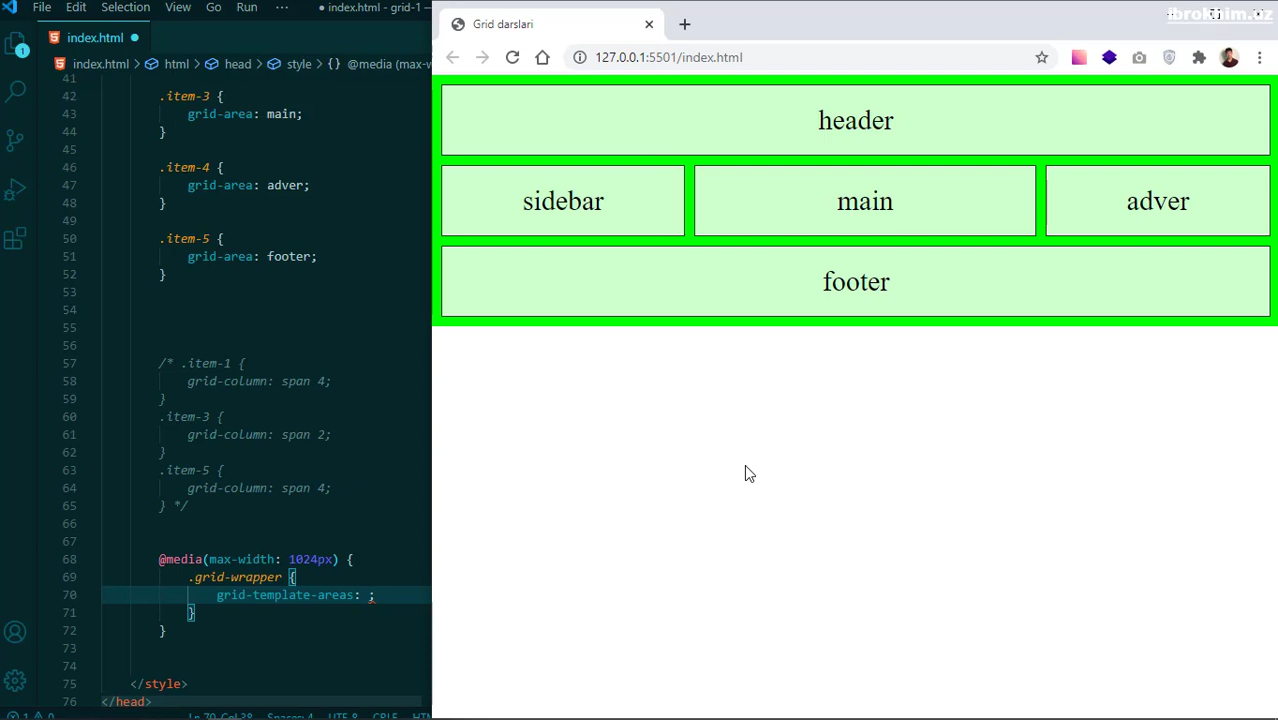 File Edit Selection View Go Run ··· ● index.html - grid-1
index.html ●
index.html > html > head > style > {} @media(max-w
41
42 .item-3 {
43 grid-area: main;
44 }
45
46 .item-4 {
47 grid-area: adver;
48 }
49
50 .item-5 {
51 grid-area: footer;
52 }
53
54
55
56
57 /* .item-1 {
58 grid-column: span 4;
59 }
60 .item-3 {
61 grid-column: span 2;
62 }
63 .item-5 {
64 grid-column: span 4;
65 } */
66
67
68 @media(max-width: 1024px) {
69 .grid-wrapper {
70 grid-template-areas: ;
71 }
72 }
73
74
75 </style>
76 </head>
1
Grid darslari
ibrokhim.uz
127.0.0.1:5501/index.html
header
sidebar main adver
footer